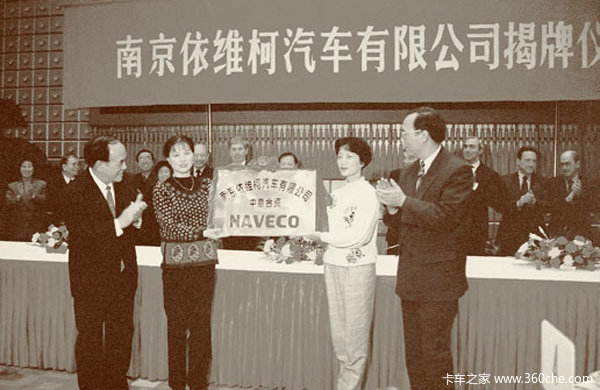 南京依维柯汽车有限公司揭牌仪
南京依维柯汽车有限公司
中意合资
NAVECO
卡车之家 www.360che.com